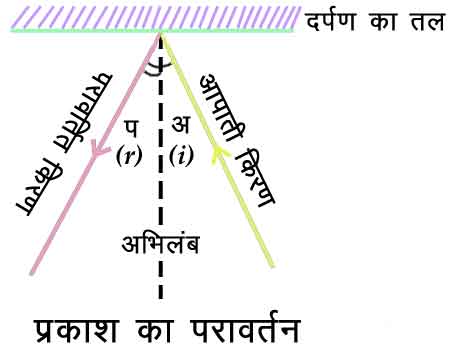 दर्पण का तल
परावर्तित किरण
आपाती किरण
प अ
(r) (i)
अभिलंब
प्रकाश का परावर्तन